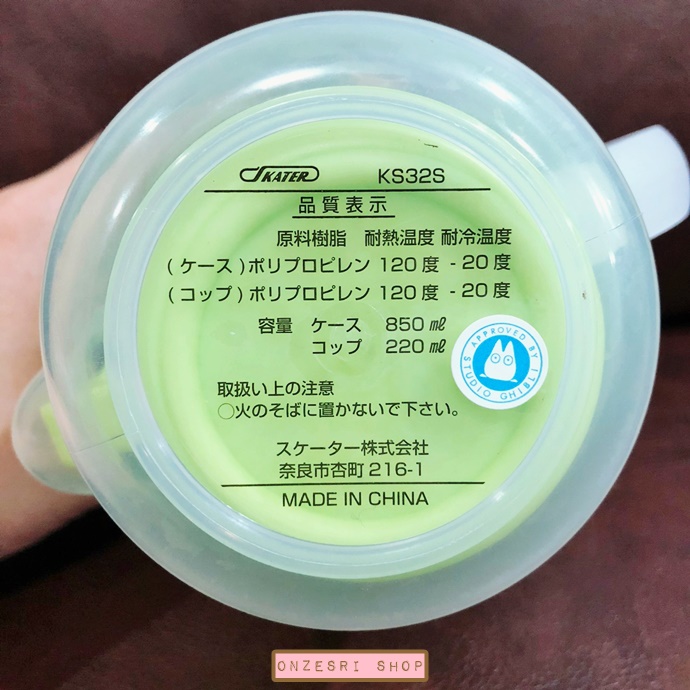 SKATER KS32S
品質表示
原料樹脂 耐熱温度 耐冷温度
(ケース)ポリプロピレン 120度 -20度
(コップ)ポリプロピレン 120度 -20度
容量 ケース 850㎖
コップ 220㎖
APPROVED BY
STUDIO GHIBLI
取扱い上の注意
○火のそばに置かないで下さい。
スケーター株式会社
奈良市杏町216-1
MADE IN CHINA
ONZESRI SHOP